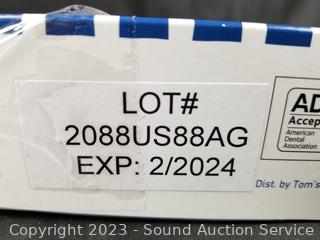 LOT#
2088US88AG
EXP: 2/2024
AD
Accep
American
Dental
Association
Dist. by Tom's
Copyright 2023 - Sound Auction Service